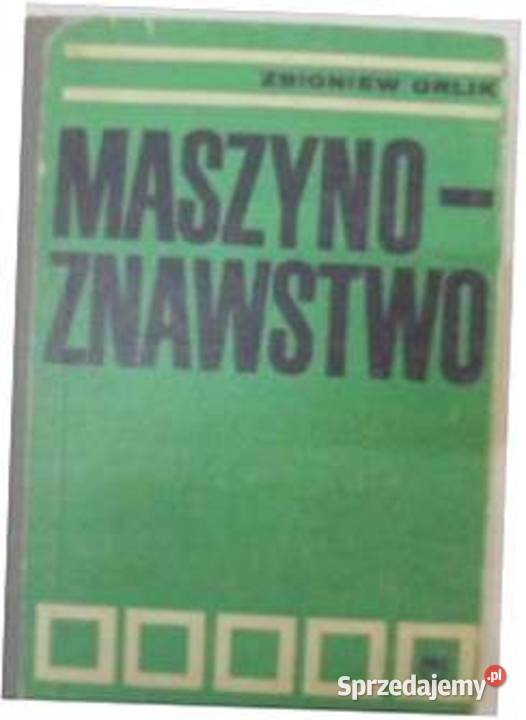 ZBIGNIEW ORLIK
MASZYNO-
ZNAWSTWO
Sprzedajemy.pl